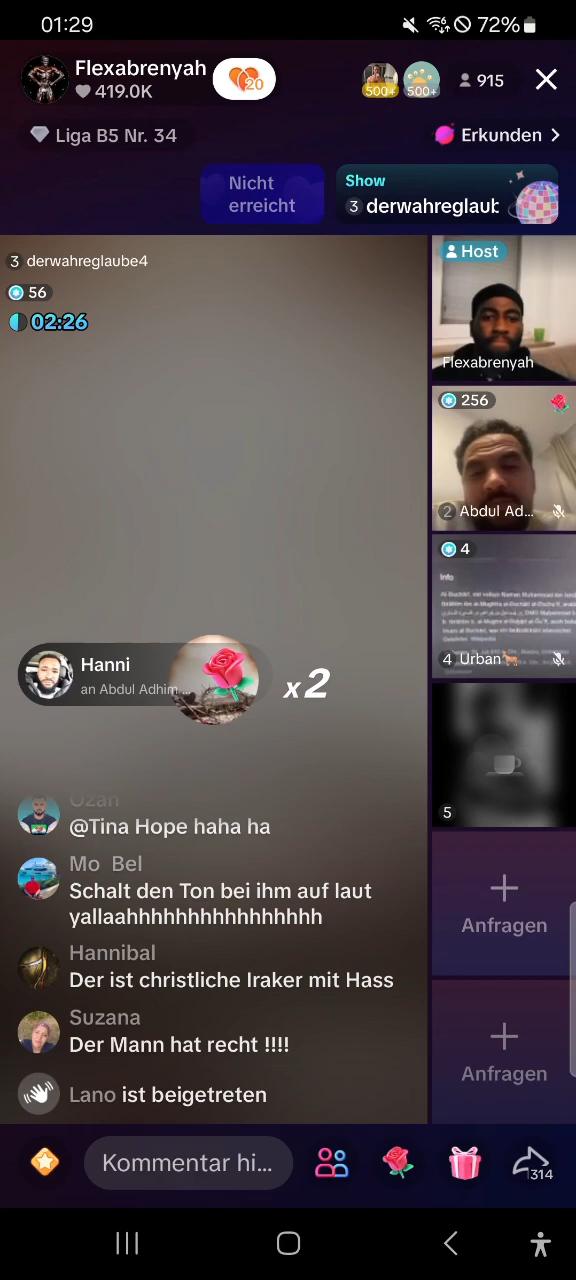 01:29
72%
Flexabrenyah
419.0K
20
500+
500+
915
Liga B5 Nr. 34
Erkunden
Nicht
erreicht
Show
3 derwahreglaub
3 derwahreglaube4
56
02:26
Host
Flexabrenyah
256
2 Abdul Ad...
4
Info
4 Urban
5
Hanni
an Abdul Adhim ...
x2
Ozan
@Tina Hope haha ha
Mo Bel
Schalt den Ton bei ihm auf laut
yallaahhhhhhhhhhhhhhhh
Hannibal
Der ist christliche Iraker mit Hass
Suzana
Der Mann hat recht !!!!
Lano ist beigetreten
Anfragen
Anfragen
Kommentar hi...
314